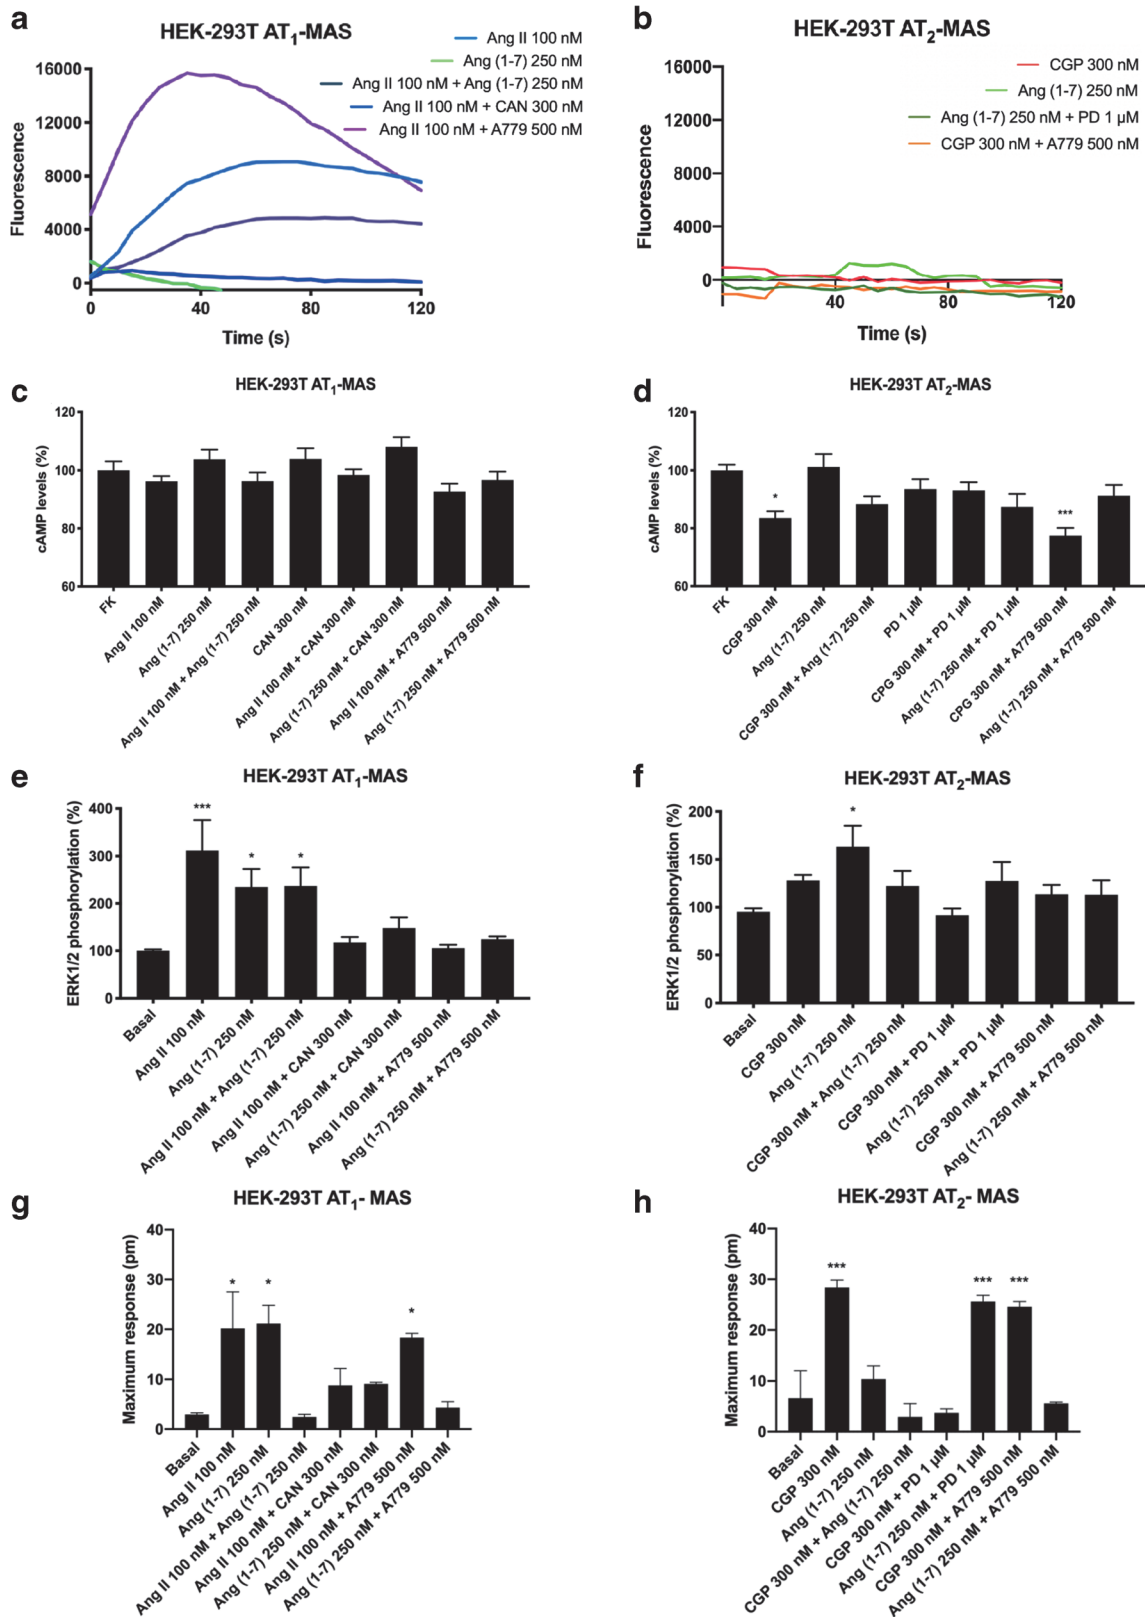 a
HEK-293T AT1-MAS
Ang II 100 nM
Ang (1-7) 250 nM
Ang II 100 nM + Ang (1-7) 250 nM
Ang II 100 nM + CAN 300 nM
Ang II 100 nM + A779 500 nM
Fluorescence
16000
12000
8000
4000
0
0 40 80 120
Time (s)
b
HEK-293T AT2-MAS
CGP 300 nM
Ang (1-7) 250 nM
Ang (1-7) 250 nM + PD 1 µM
CGP 300 nM + A779 500 nM
Fluorescence
16000
12000
8000
4000
0
40 80 120
Time (s)
c
HEK-293T AT1-MAS
cAMP levels (%)
120
100
80
60
FK
Ang II 100 nM
Ang (1-7) 250 nM
Ang II 100 nM + Ang (1-7) 250 nM
CAN 300 nM
Ang II 100 nM + CAN 300 nM
Ang (1-7) 250 nM + CAN 300 nM
Ang II 100 nM + A779 500 nM
Ang (1-7) 250 nM + A779 500 nM
d
HEK-293T AT2-MAS
cAMP levels (%)
120
100
80
60
*
***
FK
CGP 300 nM
Ang (1-7) 250 nM
CGP 300 nM + Ang (1-7) 250 nM
PD 1 µM
CPG 300 nM + PD 1 µM
Ang (1-7) 250 nM + PD 1 µM
CPG 300 nM + A779 500 nM
Ang (1-7) 250 nM + A779 500 nM
e
HEK-293T AT1-MAS
ERK1/2 phosphorylation (%)
400
300
200
100
0
***
*
*
Basal
Ang II 100 nM
Ang (1-7) 250 nM
Ang II 100 nM + Ang (1-7) 250 nM
Ang II 100 nM + CAN 300 nM
Ang (1-7) 250 nM + CAN 300 nM
Ang II 100 nM + A779 500 nM
Ang (1-7) 250 nM + A779 500 nM
f
HEK-293T AT2-MAS
ERK1/2 phosphorylation (%)
200
150
100
50
0
*
Basal
CGP 300 nM
Ang (1-7) 250 nM
CGP 300 nM + Ang (1-7) 250 nM
CGP 300 nM + PD 1 µM
Ang (1-7) 250 nM + PD 1 µM
CGP 300 nM + A779 500 nM
Ang (1-7) 250 nM + A779 500 nM
g
HEK-293T AT1- MAS
Maximum response (pm)
40
30
20
10
0
*
*
*
Basal
Ang II 100 nM
Ang (1-7) 250 nM
Ang II 100 nM + Ang (1-7) 250 nM
Ang II 100 nM + CAN 300 nM
Ang (1-7) 250 nM + CAN 300 nM
Ang II 100 nM + A779 500 nM
Ang (1-7) 250 nM + A779 500 nM
h
HEK-293T AT2- MAS
Maximum response (pm)
40
30
20
10
0
***
***
***
Basal
CGP 300 nM
Ang (1-7) 250 nM
CGP 300 nM + Ang (1-7) 250 nM
CGP 300 nM + PD 1 µM
Ang (1-7) 250 nM + PD 1 µM
CGP 300 nM + A779 500 nM
Ang (1-7) 250 nM + A779 500 nM